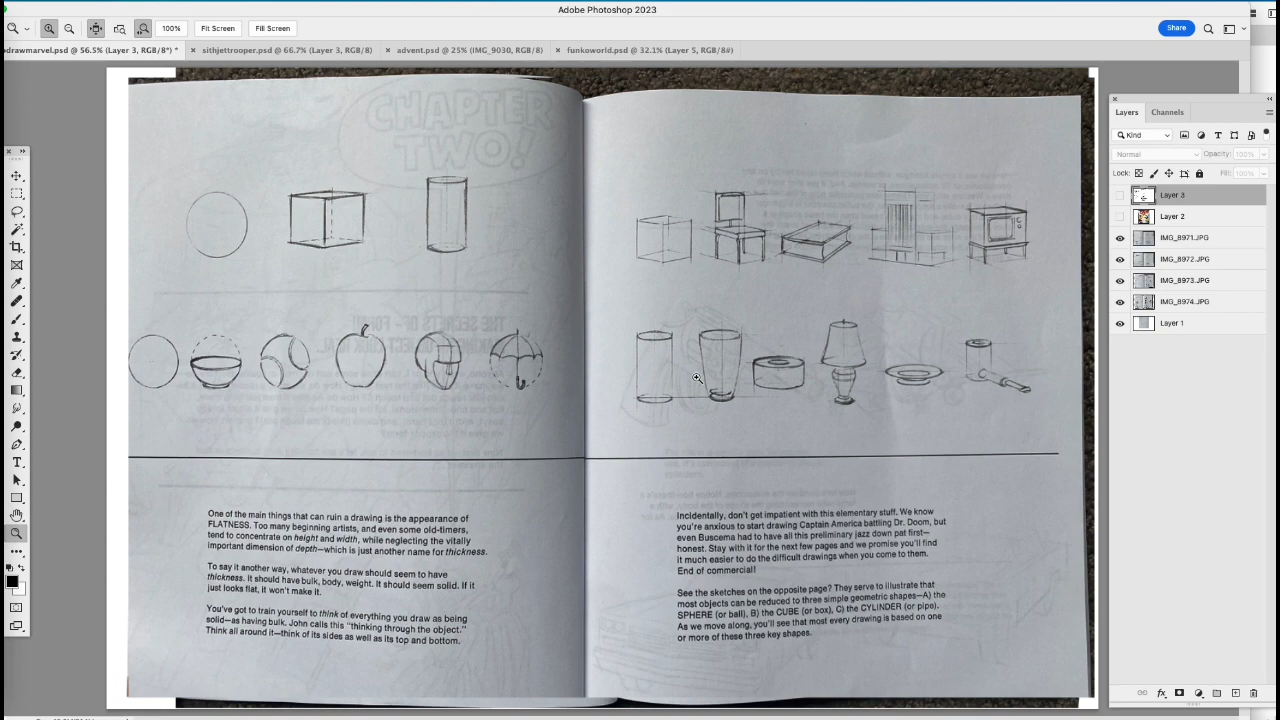 Adobe Photoshop 2023
100%
Fit Screen
Fill Screen
Share
drawmarvel.psd @ 56.5% (Layer 3, RGB/8*) *
sithjettrooper.psd @ 66.7% (Layer 3, RGB/8)
advent.psd @ 25% (IMG_9030, RGB/8)
funkoworld.psd @ 32.1% (Layer 5, RGB/8#)
CHAPTER
TWO
One of the main things that can ruin a drawing is the appearance of
FLATNESS. Too many beginning artists, and even some old-timers,
tend to concentrate on height and width, while neglecting the vitally
important dimension of depth—which is just another name for thickness.
To say it another way, whatever you draw should seem to have
thickness. It should have bulk, body, weight. It should seem solid. If it
just looks flat, it won't make it.
You've got to train yourself to think of everything you draw as being
solid—as having bulk. John calls this "thinking through the object."
Think all around it—think of its sides as well as its top and bottom.
Incidentally, don't get impatient with this elementary stuff. We know
you're anxious to start drawing Captain America battling Dr. Doom, but
even Buscema had to have all this preliminary jazz down pat first—
honest. Stay with it for the next few pages and we promise you'll find
it much easier to do the difficult drawings when you come to them.
End of commercial!
See the sketches on the opposite page? They serve to illustrate that
most objects can be reduced to three simple geometric shapes—A) the
SPHERE (or ball), B) the CUBE (or box), C) the CYLINDER (or pipe).
As we move along, you'll see that most every drawing is based on one
or more of these three key shapes.
Layers
Channels
Kind
Normal
Opacity: 100%
Lock:
Fill: 100%
Layer 3
Layer 2
IMG_8971.JPG
IMG_8972.JPG
IMG_8973.JPG
IMG_8974.JPG
Layer 1